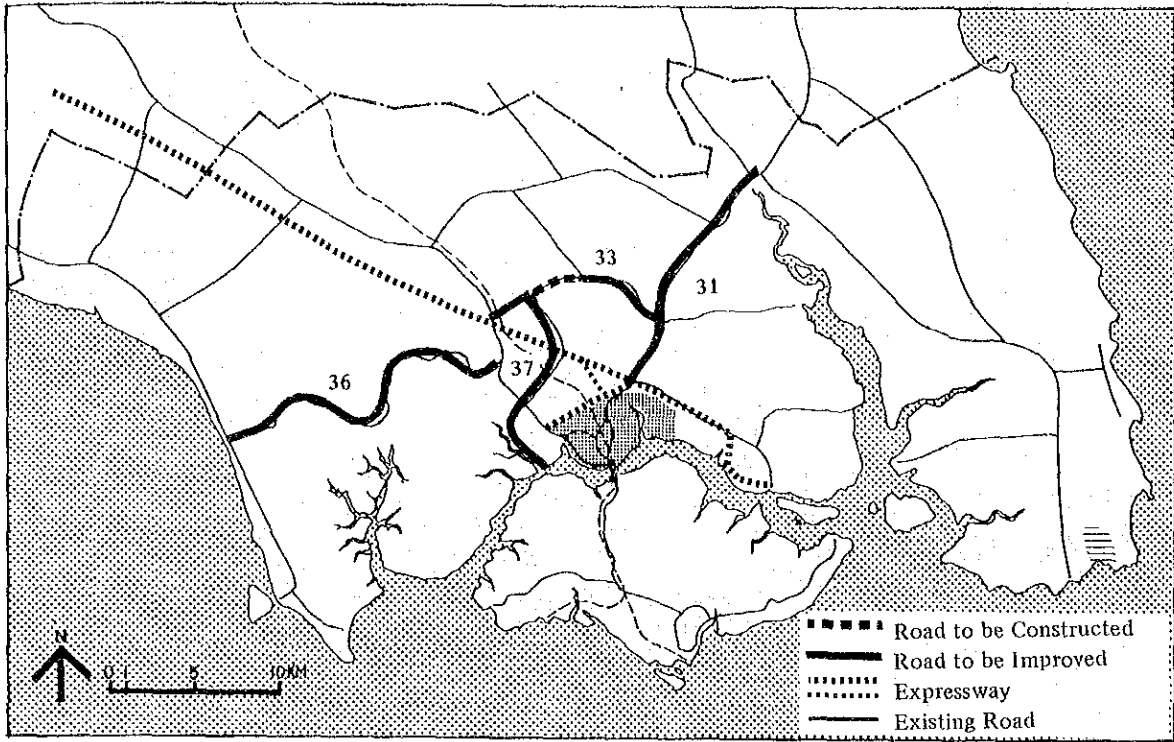 33
31
36
37
N
0 5 10KM
Road to be Constructed
Road to be Improved
Expressway
Existing Road